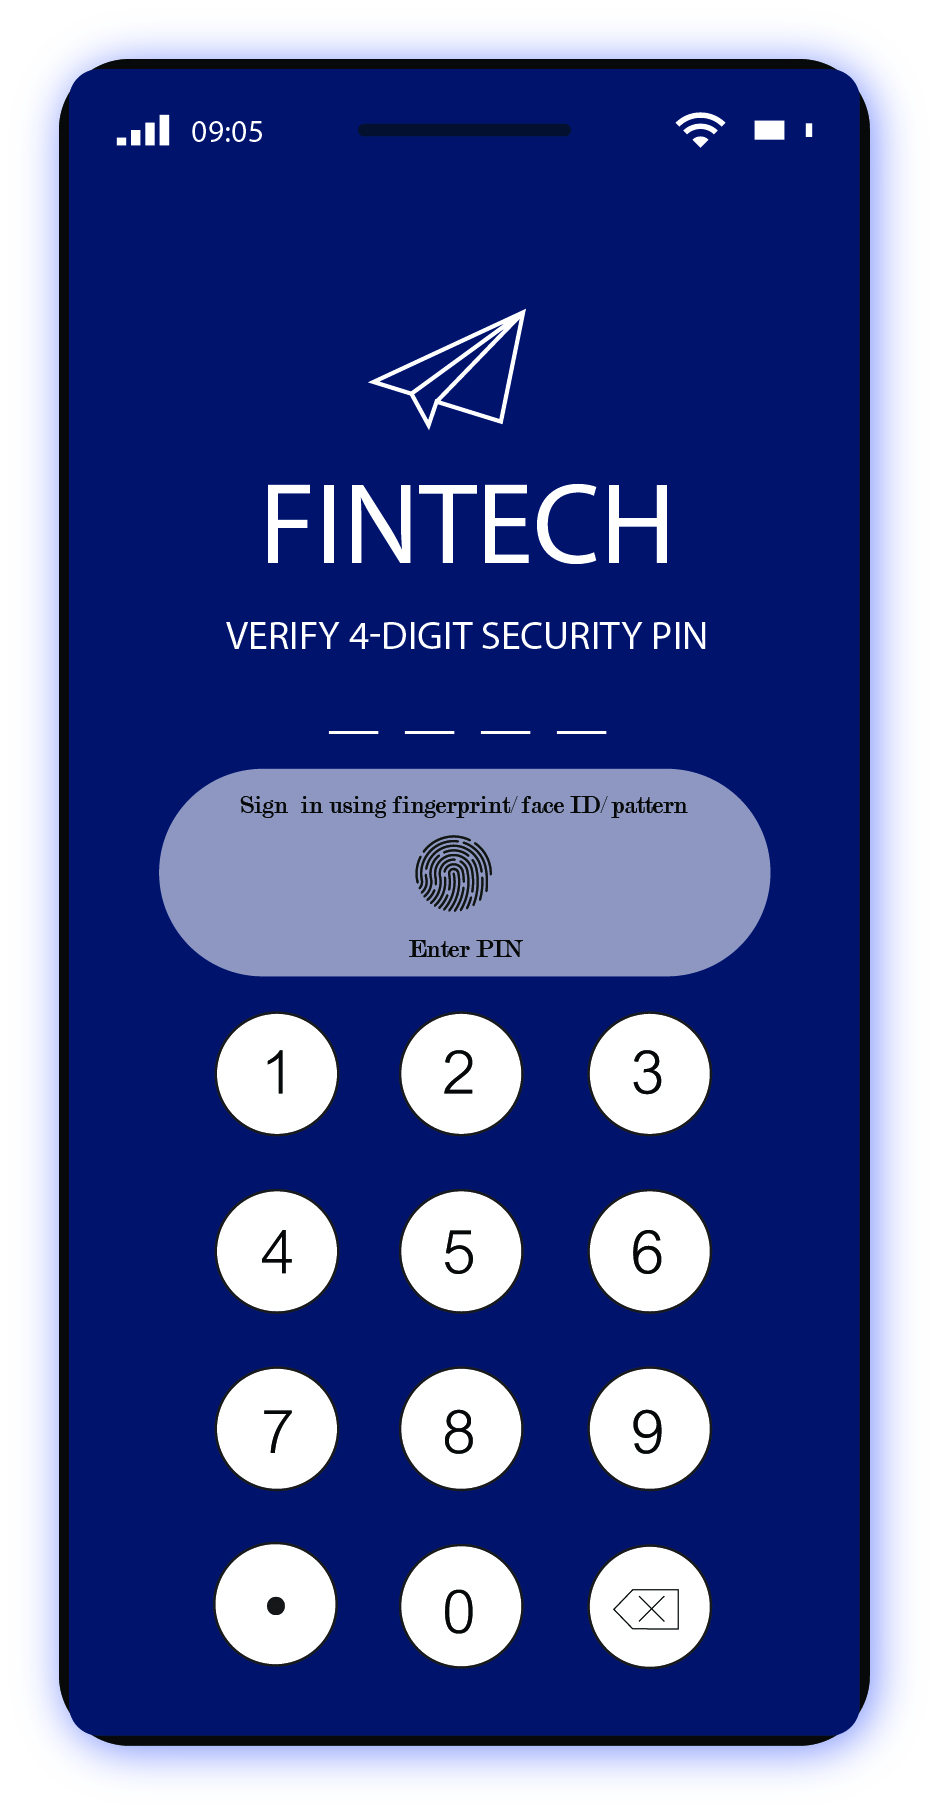 09:05
FINTECH
VERIFY 4-DIGIT SECURITY PIN
Sign in using fingerprint/ face ID/ pattern
Enter PIN
1 2 3
4 5 6
7 8 9
• 0